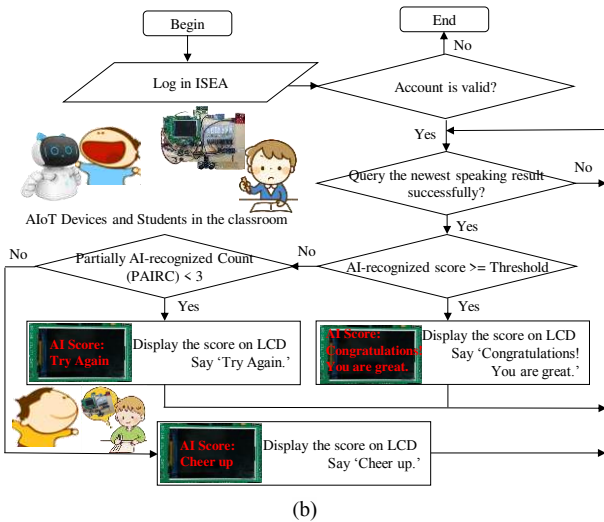 Begin
End
No
Log in ISEA
Account is valid?
Yes
Query the newest speaking result
successfully?
No
AIoT Devices and Students in the classroom
Yes
No
Partially AI-recognized Count
(PAIRC) < 3
No
AI-recognized score >= Threshold
Yes
Yes
AI Score:
Try Again
Display the score on LCD
Say ‘Try Again.’
AI Score:
Congratulations!
You are great.
Display the score on LCD
Say ‘Congratulations!
You are great.’
AI Score:
Cheer up
Display the score on LCD
Say ‘Cheer up.’
(b)